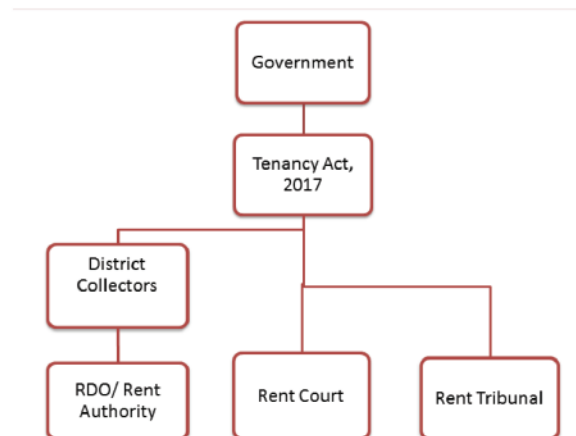 Government
Tenancy Act,
2017
District
Collectors
RDO/ Rent
Authority
Rent Court
Rent Tribunal